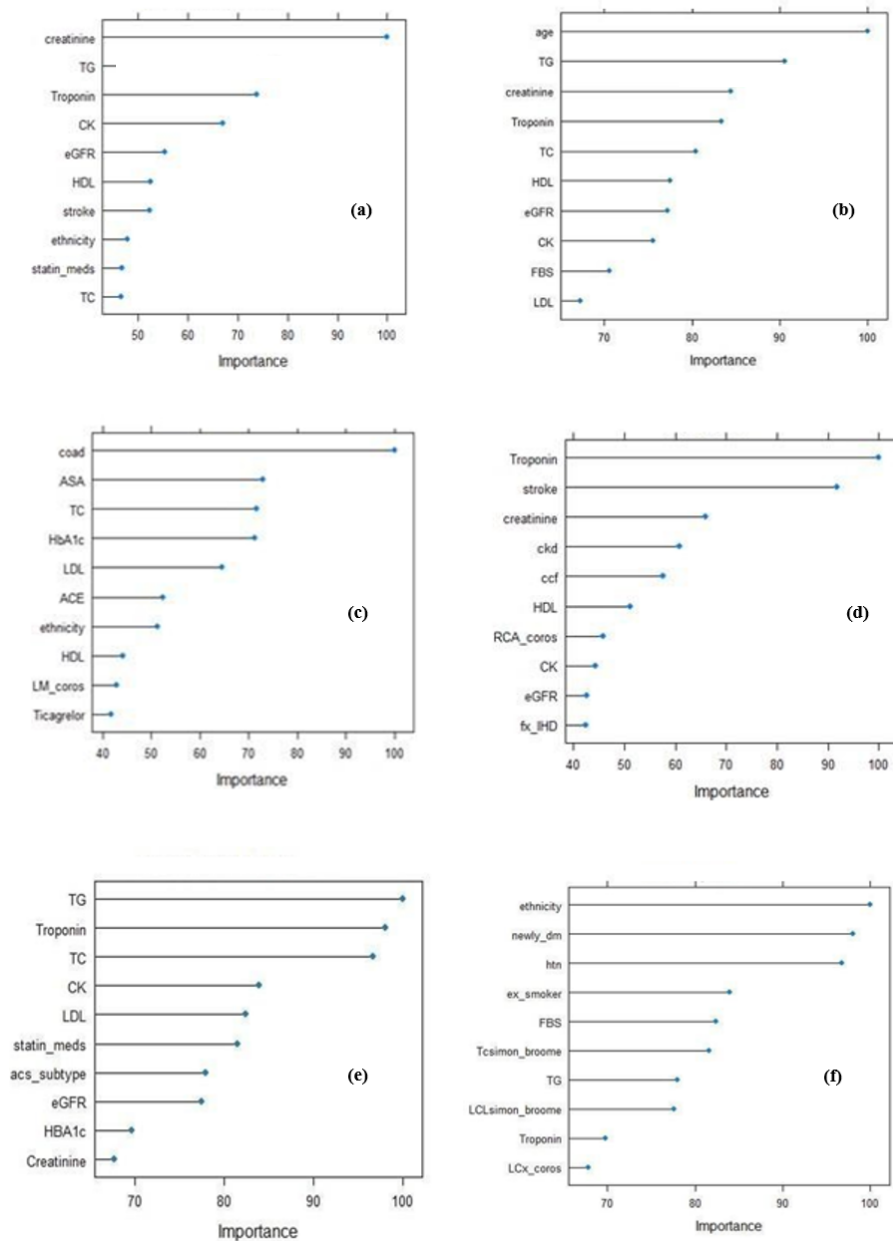 creatinine
TG
Troponin
CK
eGFR
HDL
stroke
ethnicity
statin_meds
TC
50 60 70 80 90 100
Importance
(a)
age
TG
creatinine
Troponin
TC
HDL
eGFR
CK
FBS
LDL
70 80 90 100
Importance
(b)
coad
ASA
TC
HbA1c
LDL
ACE
ethnicity
HDL
LM_coros
Ticagrelor
40 50 60 70 80 90 100
Importance
(c)
Troponin
stroke
creatinine
ckd
ccf
HDL
RCA_coros
CK
eGFR
fx_IHD
40 50 60 70 80 90 100
Importance
(d)
TG
Troponin
TC
CK
LDL
statin_meds
acs_subtype
eGFR
HBA1c
Creatinine
70 80 90 100
Importance
(e)
ethnicity
newly_dm
htn
ex_smoker
FBS
Tcsimon_broome
TG
LCLsimon_broome
Troponin
LCx_coros
70 80 90 100
Importance
(f)